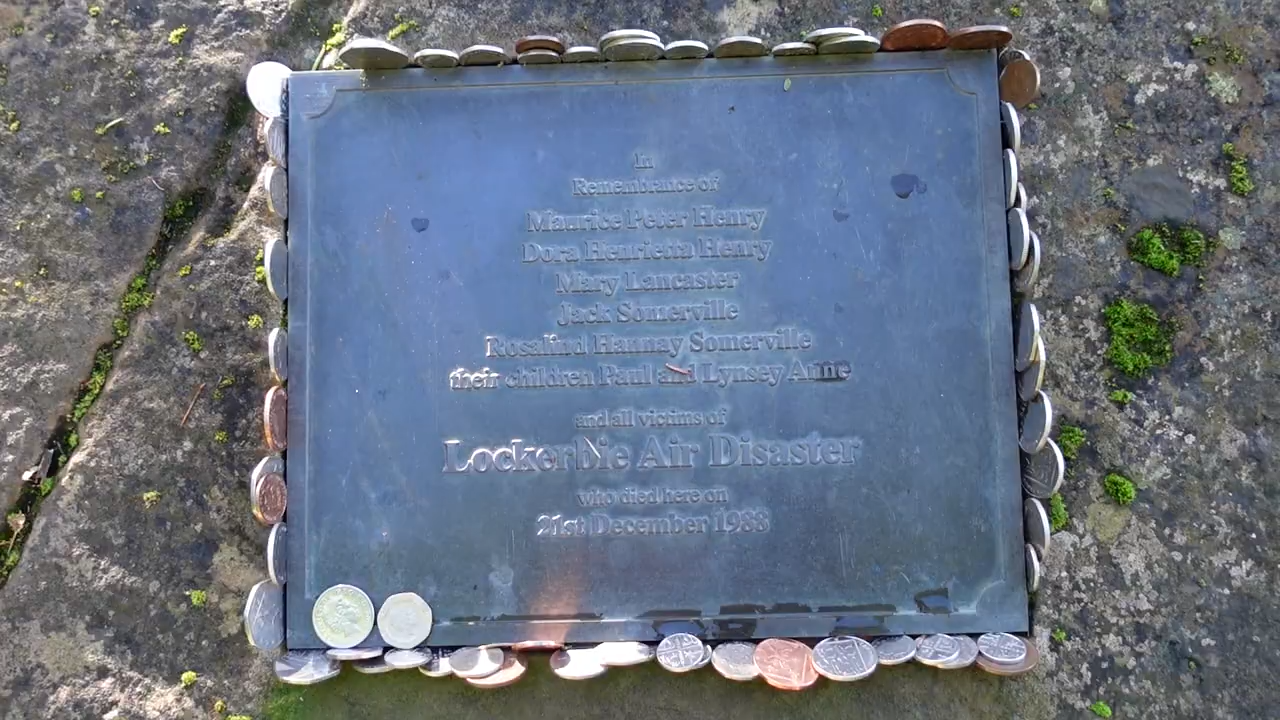 In
Remembrance of
Maurice Peter Henry
Dora Henrietta Henry
Mary Lancaster
Jack Somerville
Rosalind Hannay Somerville
their children Paul and Lynsey Anne
and all victims of
Lockerbie Air Disaster
who died here on
21st December 1988